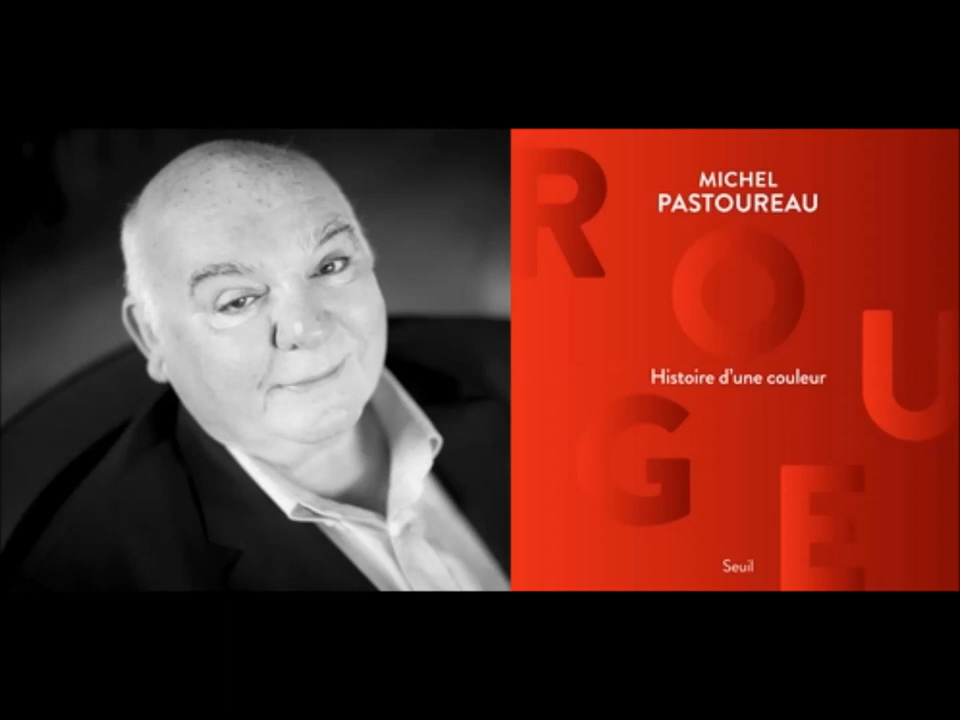 MICHEL
PASTOUREAU
ROUGE
Histoire d'une couleur
Seuil